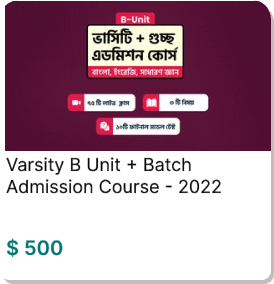 B-Unit
ভার্সিটি + গুচ্ছ
এডমিশন কোর্স
বাংলা, ইংরেজি, সাধারণ জ্ঞান
৭৫ টি লাইভ ক্লাস
৩ টি বিষয়
১০টি ফাইনাল মডেল টেস্ট
Varsity B Unit + Batch
Admission Course - 2022
$ 500